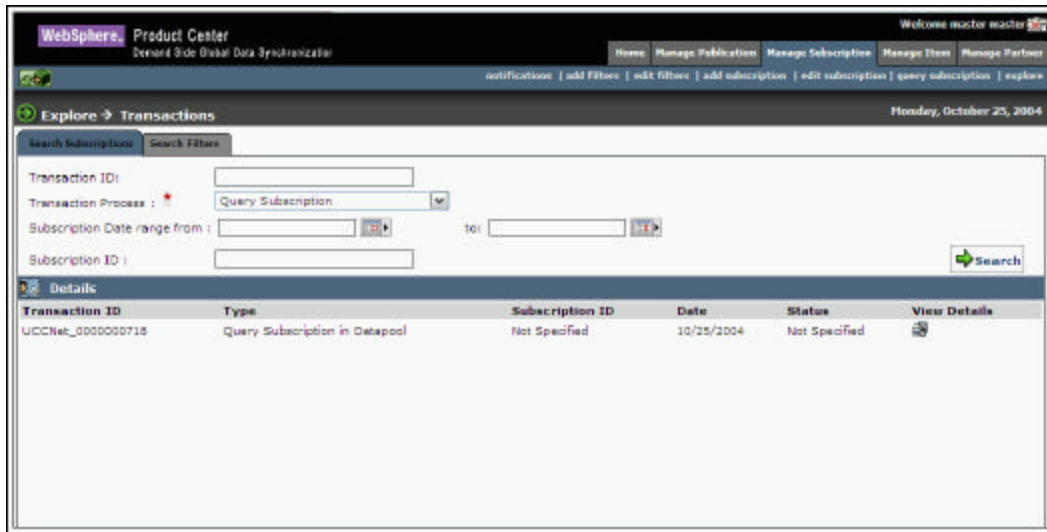 Welcome master master
WebSphere. Product Center
Demand Side Global Data Synchronization
Home Manage Publication Manage Subscription Manage Item Manage Partner
notifications | add filters | edit filters | add subscription | edit subscription | query subscription | explore
Explore → Transactions
Monday, October 25, 2004
Search Subscriptions Search Filters
Transaction ID:
Transaction Process : * Query Subscription
Subscription Date range from : to:
Subscription ID :
Search
Details
Transaction ID Type Subscription ID Date Status View Details
UCCNet_0000000718 Query Subscription in Datapool Not Specified 10/25/2004 Not Specified